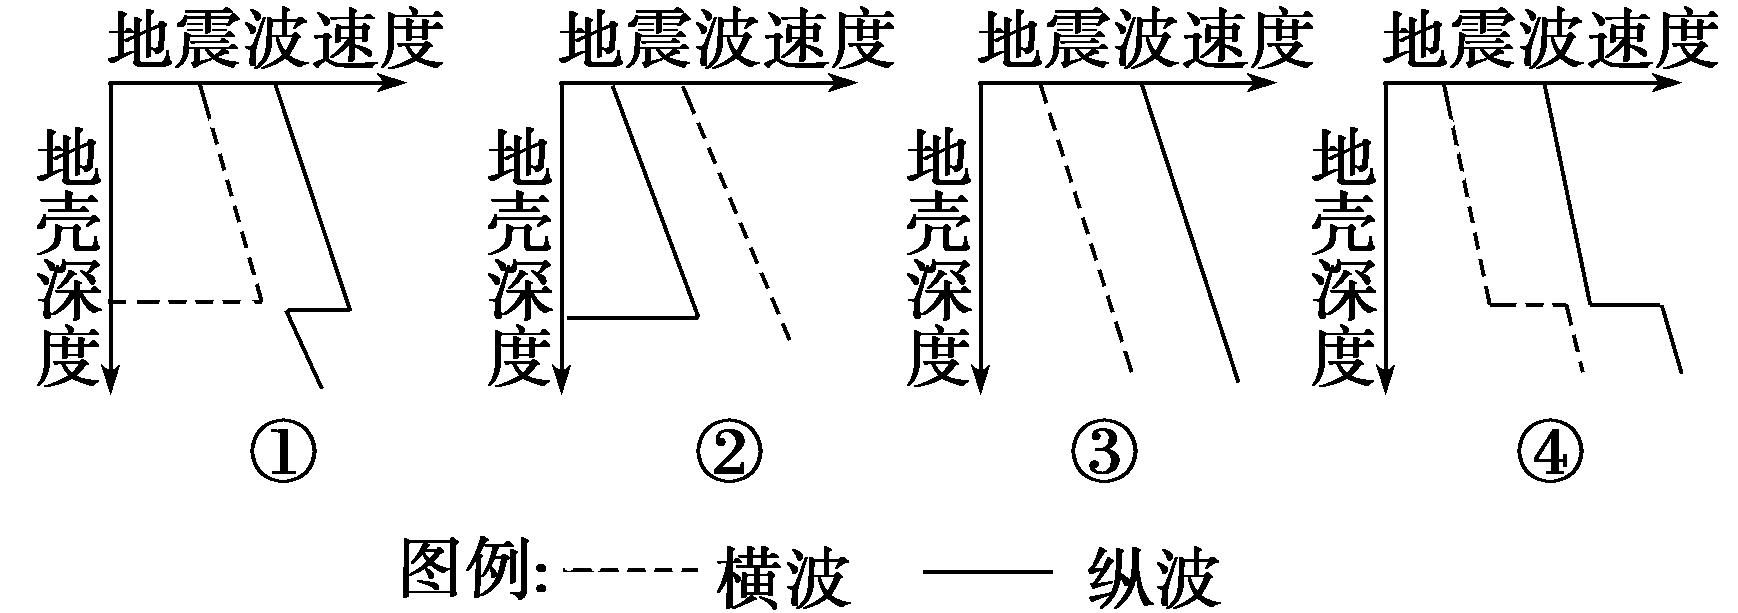 地震波速度 地震波速度 地震波速度 地震波速度
地壳深度 地壳深度 地壳深度 地壳深度
① ② ③ ④
图例: 横波 纵波